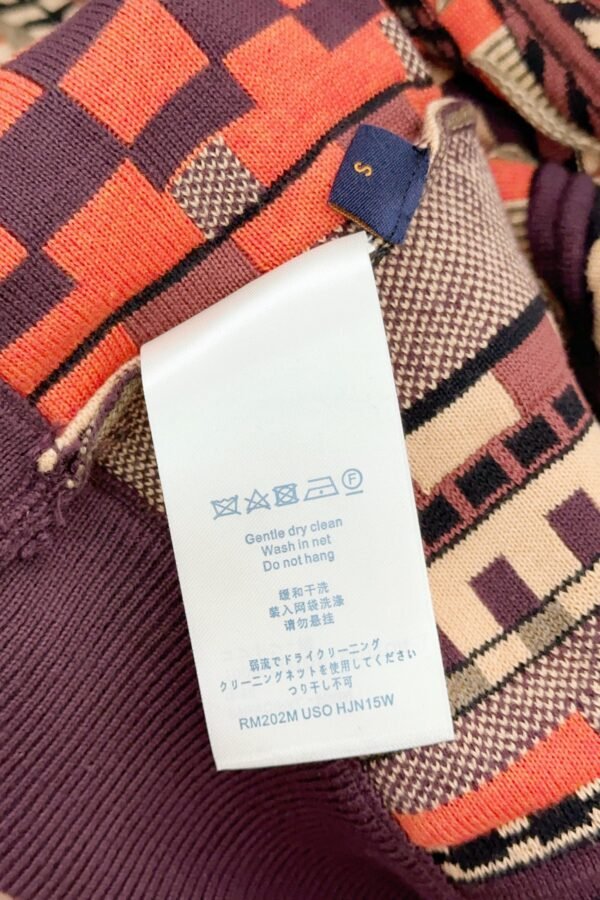 S
F
Gentle dry clean
Wash in net
Do not hang
缓和干洗
装入网袋洗涤
请勿悬挂
弱流でドライクリーニング
クリーニングネットを使用してください
つり干し不可
RM202M USO HJN15W